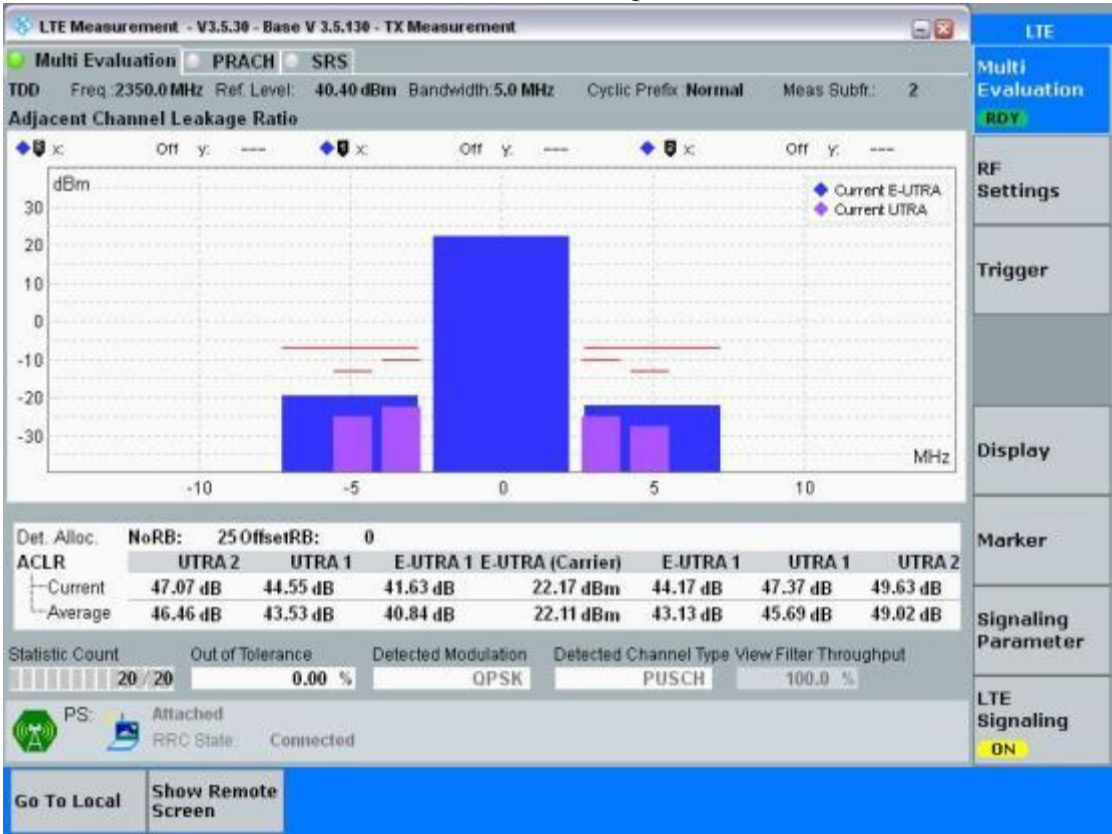 LTE Measurement - V3.5.30 - Base V 3.5.130 - TX Measurement
Multi Evaluation PRACH SRS
TDD Freq.:2350.0 MHz Ref. Level: 40.40 dBm Bandwidth:5.0 MHz Cyclic Prefix :Normal Meas Subfr.: 2
Adjacent Channel Leakage Ratio
x: Off y: --- x: Off y: --- x: Off y: ---
dBm
Current E-UTRA
Current UTRA
30
20
10
0
-10
-20
-30
MHz
-10 -5 0 5 10
Det. Alloc. NoRB: 25 OffsetRB: 0
ACLR UTRA 2 UTRA 1 E-UTRA 1 E-UTRA (Carrier) E-UTRA 1 UTRA 1 UTRA 2
Current 47.07 dB 44.55 dB 41.63 dB 22.17 dBm 44.17 dB 47.37 dB 49.63 dB
Average 46.46 dB 43.53 dB 40.84 dB 22.11 dBm 43.13 dB 45.69 dB 49.02 dB
Statistic Count Out of Tolerance Detected Modulation Detected Channel Type View Filter Throughput
20 / 20 0.00 % QPSK PUSCH 100.0 %
PS: Attached
RRC State: Connected
Go To Local
Show Remote
Screen
LTE
Multi
Evaluation
RDY
RF
Settings
Trigger
Display
Marker
Signaling
Parameter
LTE
Signaling
ON